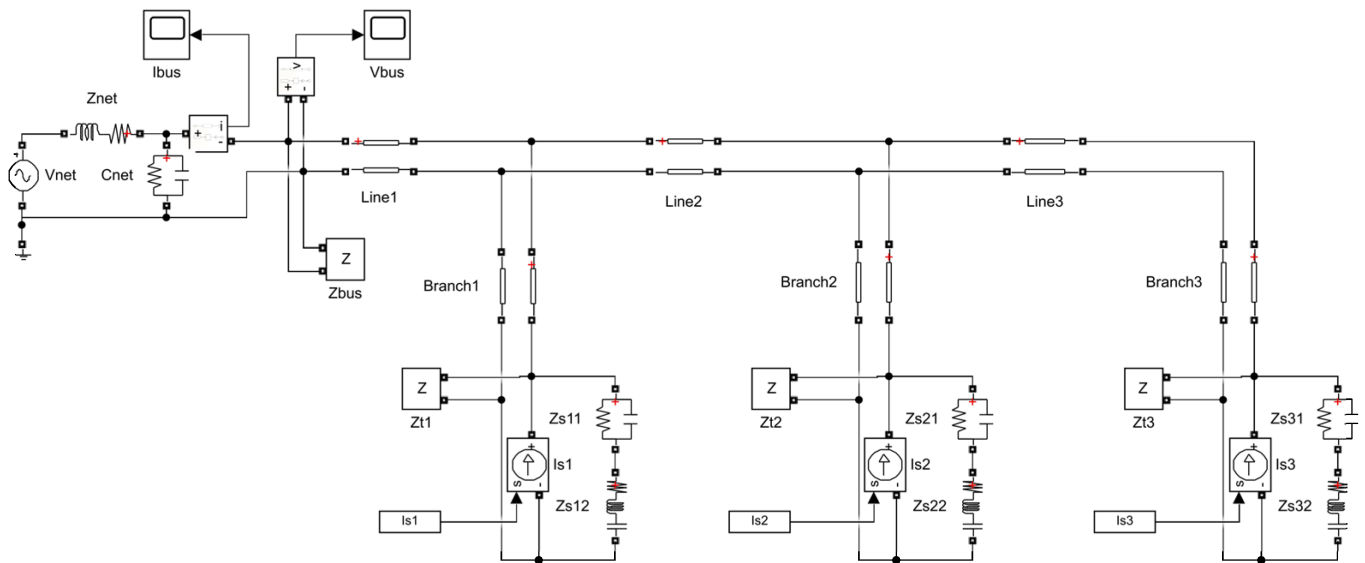 Ibus
Vbus
Znet
Vnet
Cnet
i
+
-
V
+
-
Line1
Line2
Line3
Z
Zbus
Branch1
Branch2
Branch3
Z
Zt1
Zs11
+
Is1
s
-
Zs12
Is1
Z
Zt2
Zs21
+
Is2
s
-
Zs22
Is2
Z
Zt3
Zs31
+
Is3
s
-
Zs32
Is3